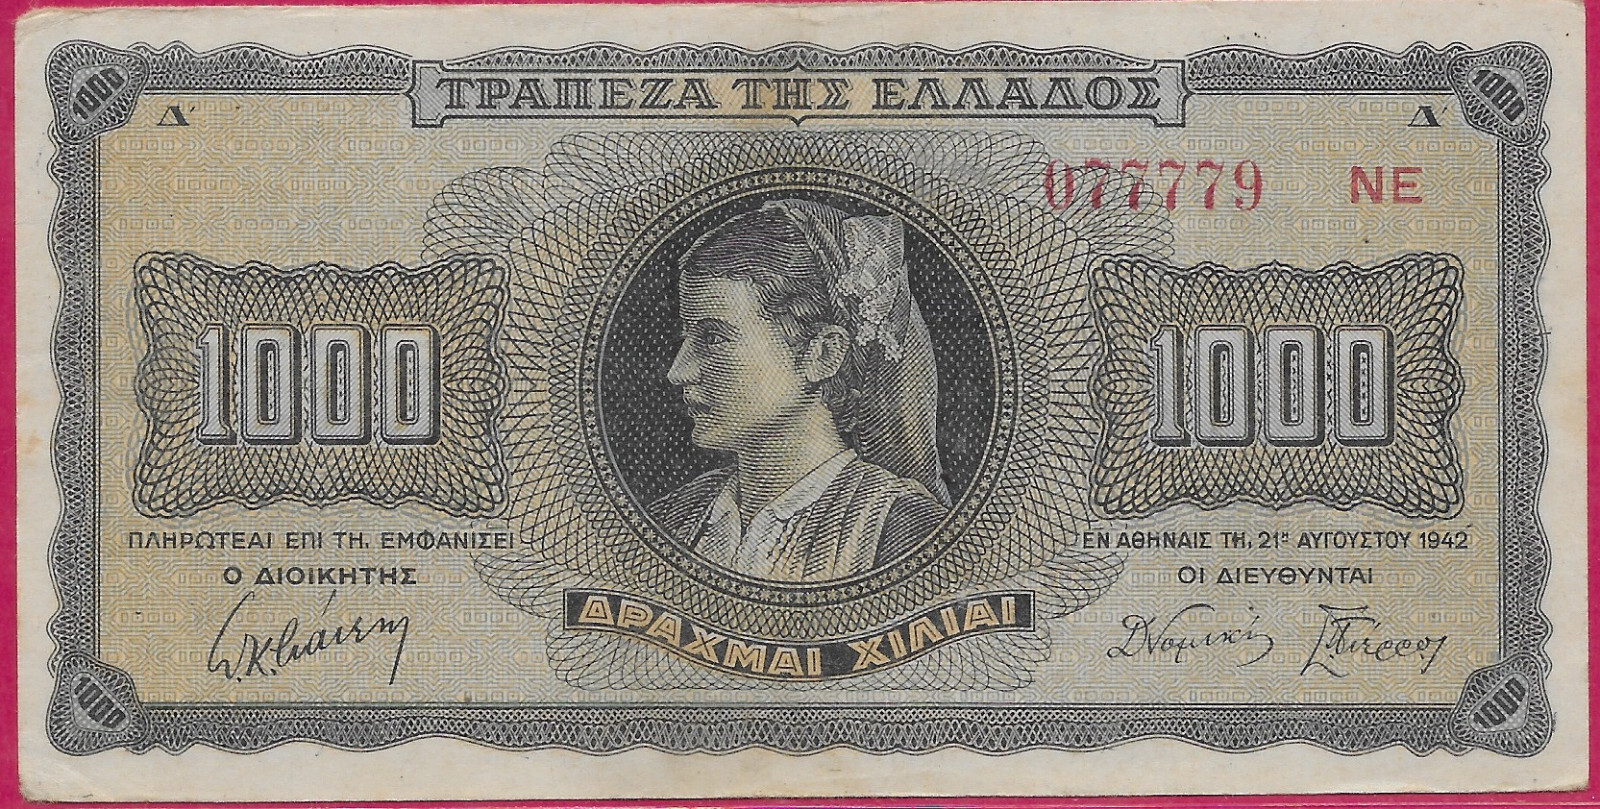 1000 1000
ΤΡΑΠΕΖΑ ΤΗΣ ΕΛΛΑΔΟΣ
Δ' Δ'
077779 ΝΕ
1000 1000
ΠΛΗΡΩΤΕΑΙ ΕΠΙ ΤΗ, ΕΜΦΑΝΙΣΕΙ
Ο ΔΙΟΙΚΗΤΗΣ
ΕΝ ΑΘΗΝΑΙΣ ΤΗ, 21ῃ ΑΥΓΟΥΣΤΟΥ 1942
ΟΙ ΔΙΕΥΘΥΝΤΑΙ
ΔΡΑΧΜΑΙ ΧΙΛΙΑΙ
1000 1000